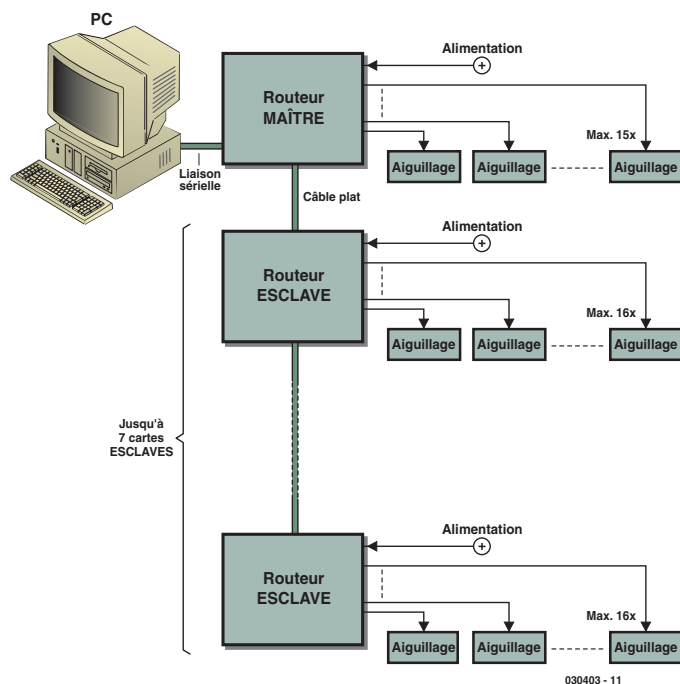 PC
Alimentation
+
Routeur
MAÎTRE
Max. 15x
Aiguillage
Aiguillage
Aiguillage
Liaison
sérielle
Câble plat
Alimentation
+
Routeur
ESCLAVE
Max. 16x
Aiguillage
Aiguillage
Aiguillage
Jusqu'à
7 cartes
ESCLAVES
Alimentation
+
Routeur
ESCLAVE
Max. 16x
Aiguillage
Aiguillage
Aiguillage
030403 - 11